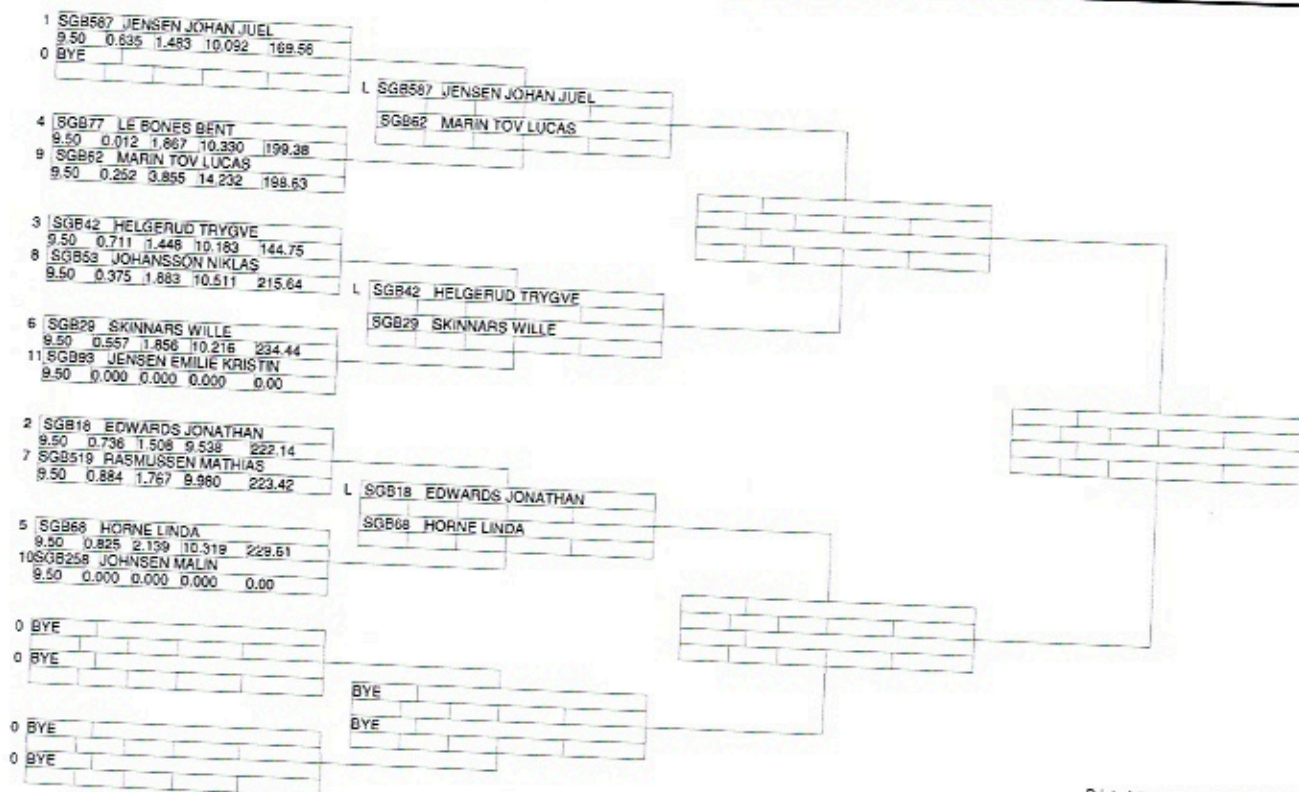 1 SGB587 JENSEN JOHAN JUEL
9.50 0.635 1.483 10.092 169.56
0 BYE
L SGB587 JENSEN JOHAN JUEL
SGB62 MARIN TOV LUCAS
4 SGB77 LE BONES BENT
9.50 0.012 1.867 10.330 199.38
9 SGB62 MARIN TOV LUCAS
9.50 0.252 3.855 14.232 198.63
3 SGB42 HELGERUD TRYGVE
9.50 0.711 1.448 10.183 144.75
8 SGB53 JOHANSSON NIKLAS
9.50 0.375 1.883 10.511 215.64
L SGB42 HELGERUD TRYGVE
SGB29 SKINNARS WILLE
6 SGB29 SKINNARS WILLE
9.50 0.557 1.856 10.216 234.44
11 SGB93 JENSEN EMILIE KRISTIN
9.50 0.000 0.000 0.000 0.00
2 SGB18 EDWARDS JONATHAN
9.50 0.736 1.508 9.538 222.14
7 SGB519 RASMUSSEN MATHIAS
9.50 0.884 1.767 9.980 223.42
L SGB18 EDWARDS JONATHAN
SGB68 HORNE LINDA
5 SGB68 HORNE LINDA
9.50 0.825 2.139 10.319 229.61
10 SGB258 JOHNSEN MALIN
9.50 0.000 0.000 0.000 0.00
0 BYE
0 BYE
BYE
BYE
0 BYE
0 BYE